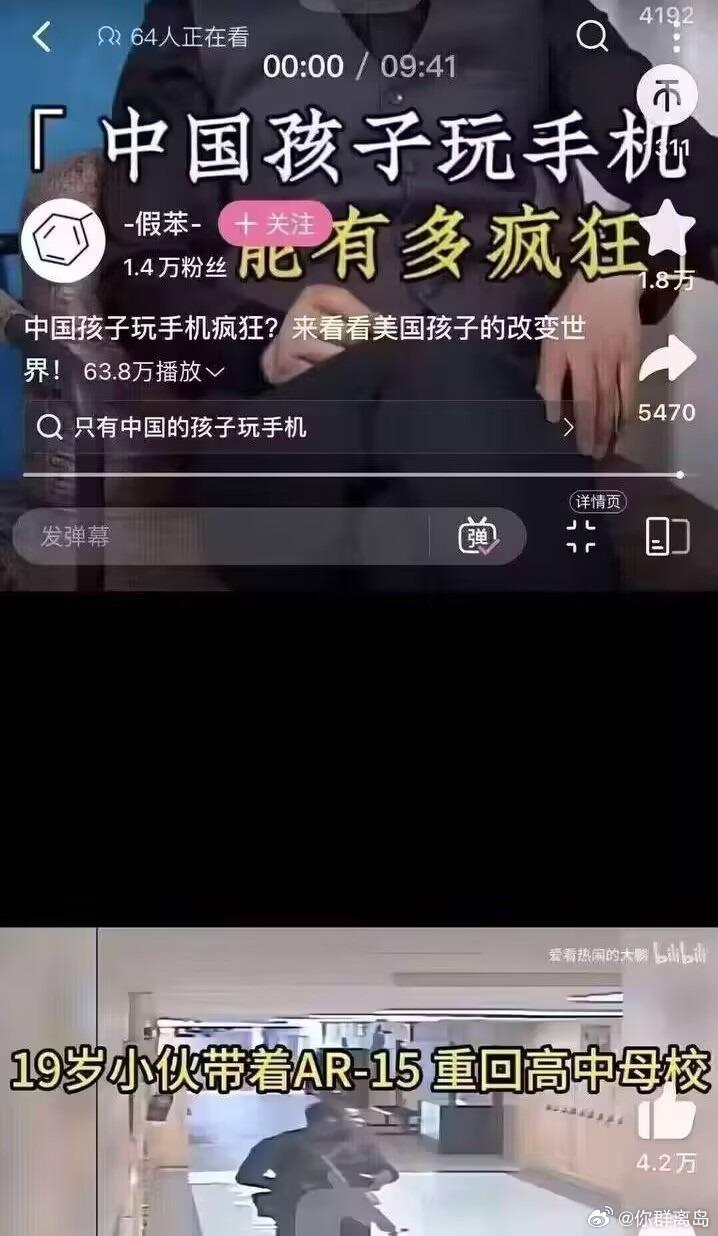 4192
64人正在看
00:00 / 09:41
「中国孩子玩手机
1311
-假苯-
+ 关注
1.4万粉丝
能有多疯狂
1.8万
中国孩子玩手机疯狂？来看看美国孩子的改变世
界！ 63.8万播放
5470
只有中国的孩子玩手机
详情页
发弹幕
弹
爱看热闹的大鹏 bilibili
19岁小伙带着AR-15 重回高中母校
4.2万
@你群离岛